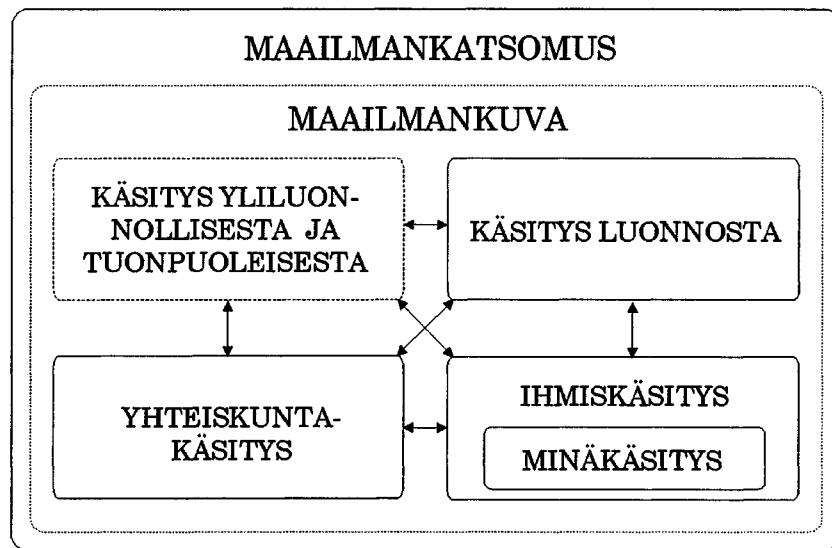 MAAILMANKATSOMUS
MAAILMANKUVA
KÄSITYS YLILUON-
NOLLISESTA JA
TUONPUOLEISESTA
KÄSITYS LUONNOSTA
YHTEISKUNTA-
KÄSITYS
IHMISKÄSITYS
MINÄKÄSITYS